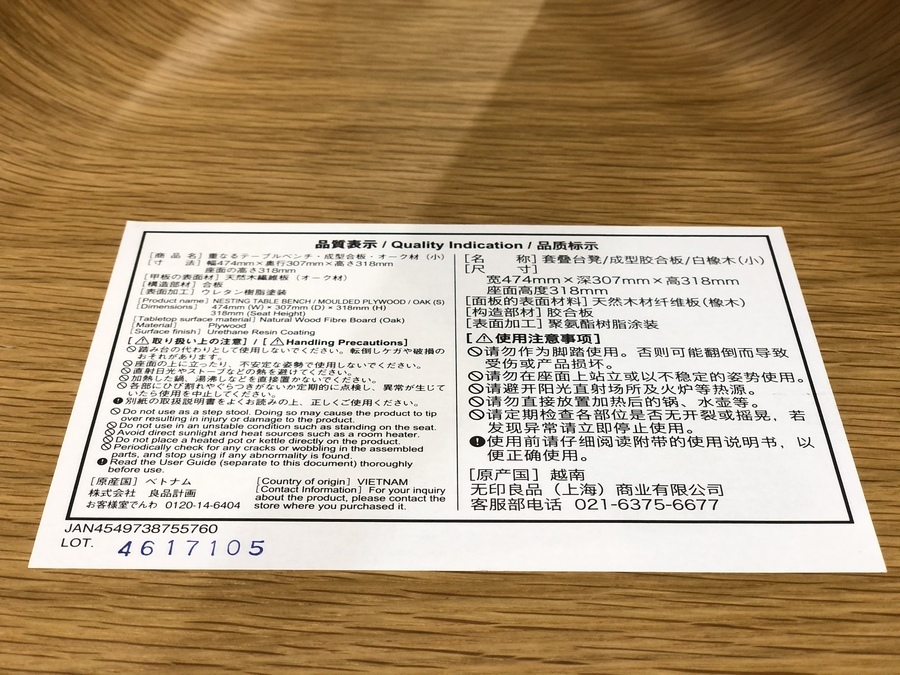 品質表示 / Quality Indication / 品质标示
[商 品 名] 重なるテーブルベンチ・成型合板・オーク材（小）
[寸　　法] 幅474mm×奥行307mm×高さ318mm
座面の高さ318mm
[甲板の表面材] 天然木繊維板（オーク材）
[構造部材] 合板
[表面加工] ウレタン樹脂塗装
[Product name] NESTING TABLE BENCH / MOULDED PLYWOOD / OAK (S)
[Dimensions] 474mm (W) × 307mm (D) × 318mm (H)
318mm (Seat Height)
[Tabletop surface material] Natural Wood Fibre Board (Oak)
[Material] Plywood
[Surface finish] Urethane Resin Coating
[⚠取り扱い上の注意] / [⚠Handling Precautions]
踏み台の代わりとして使用しないでください。転倒しケガや破損の
おそれがあります。
座面の上に立ったり、不安定な姿勢で使用しないでください。
直射日光やストーブなどの熱を避けてください。
加熱した鍋、湯沸しなどを直接置かないでください。
各部にひび割れやぐらつきがないか定期的に点検し、異常が生じて
いたら使用を中止してください。
別紙の取扱説明書をよくお読みの上、正しくご使用ください。
Do not use as a step stool. Doing so may cause the product to tip
over resulting in injury or damage to the product.
Do not use in an unstable condition such as standing on the seat.
Avoid direct sunlight and heat sources such as a room heater.
Do not place a heated pot or kettle directly on the product.
Periodically check for any cracks or wobbling in the assembled
parts, and stop using if any abnormality is found.
Read the User Guide (separate to this document) thoroughly
before use.
[原産国] ベトナム
株式会社 良品計画
お客様室でんわ 0120-14-6404
[Country of origin] VIETNAM
[Contact Information] For your inquiry
about the product, please contact the
store where you purchased it.
[名　　称] 套叠台凳/成型胶合板/白橡木(小)
[尺　　寸]
宽474mm×深307mm×高318mm
座面高度318mm
[面板的表面材料] 天然木材纤维板(橡木)
[构造部材] 胶合板
[表面加工] 聚氨酯树脂涂装
[⚠使用注意事项]
请勿作为脚踏使用。否则可能翻倒而导致
受伤或产品损坏。
请勿在座面上站立或以不稳定的姿势使用。
请避开阳光直射场所及火炉等热源。
请勿直接放置加热后的锅、水壶等。
请定期检查各部位是否无开裂或摇晃，若
发现异常请立即停止使用。
使用前请仔细阅读附带的使用说明书，以
便正确使用。
[原产国] 越南
无印良品（上海）商业有限公司
客服部电话 021-6375-6677
JAN4549738755760
LOT. 4617105